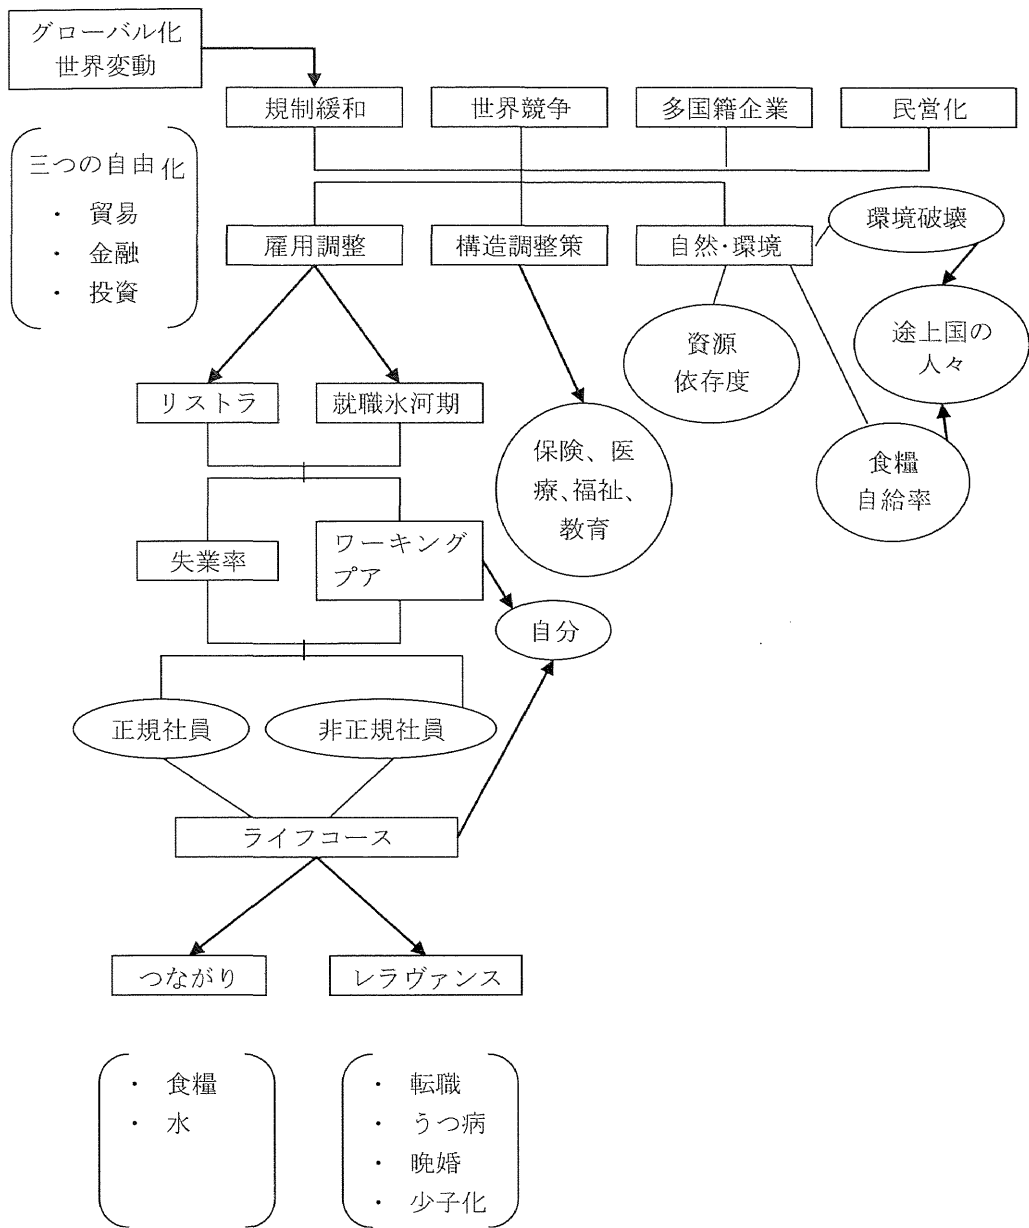 グローバル化
世界変動
規制緩和
世界競争
多国籍企業
民営化
三つの自由化
・ 貿易
・ 金融
・ 投資
雇用調整
構造調整策
自然・環境
環境破壊
資源
依存度
途上国の
人々
リストラ
就職氷河期
保険、医
療、福祉、
教育
食糧
自給率
失業率
ワーキング
プア
自分
正規社員
非正規社員
ライフコース
つながり
レラヴァンス
・ 食糧
・ 水
・ 転職
・ うつ病
・ 晩婚
・ 少子化